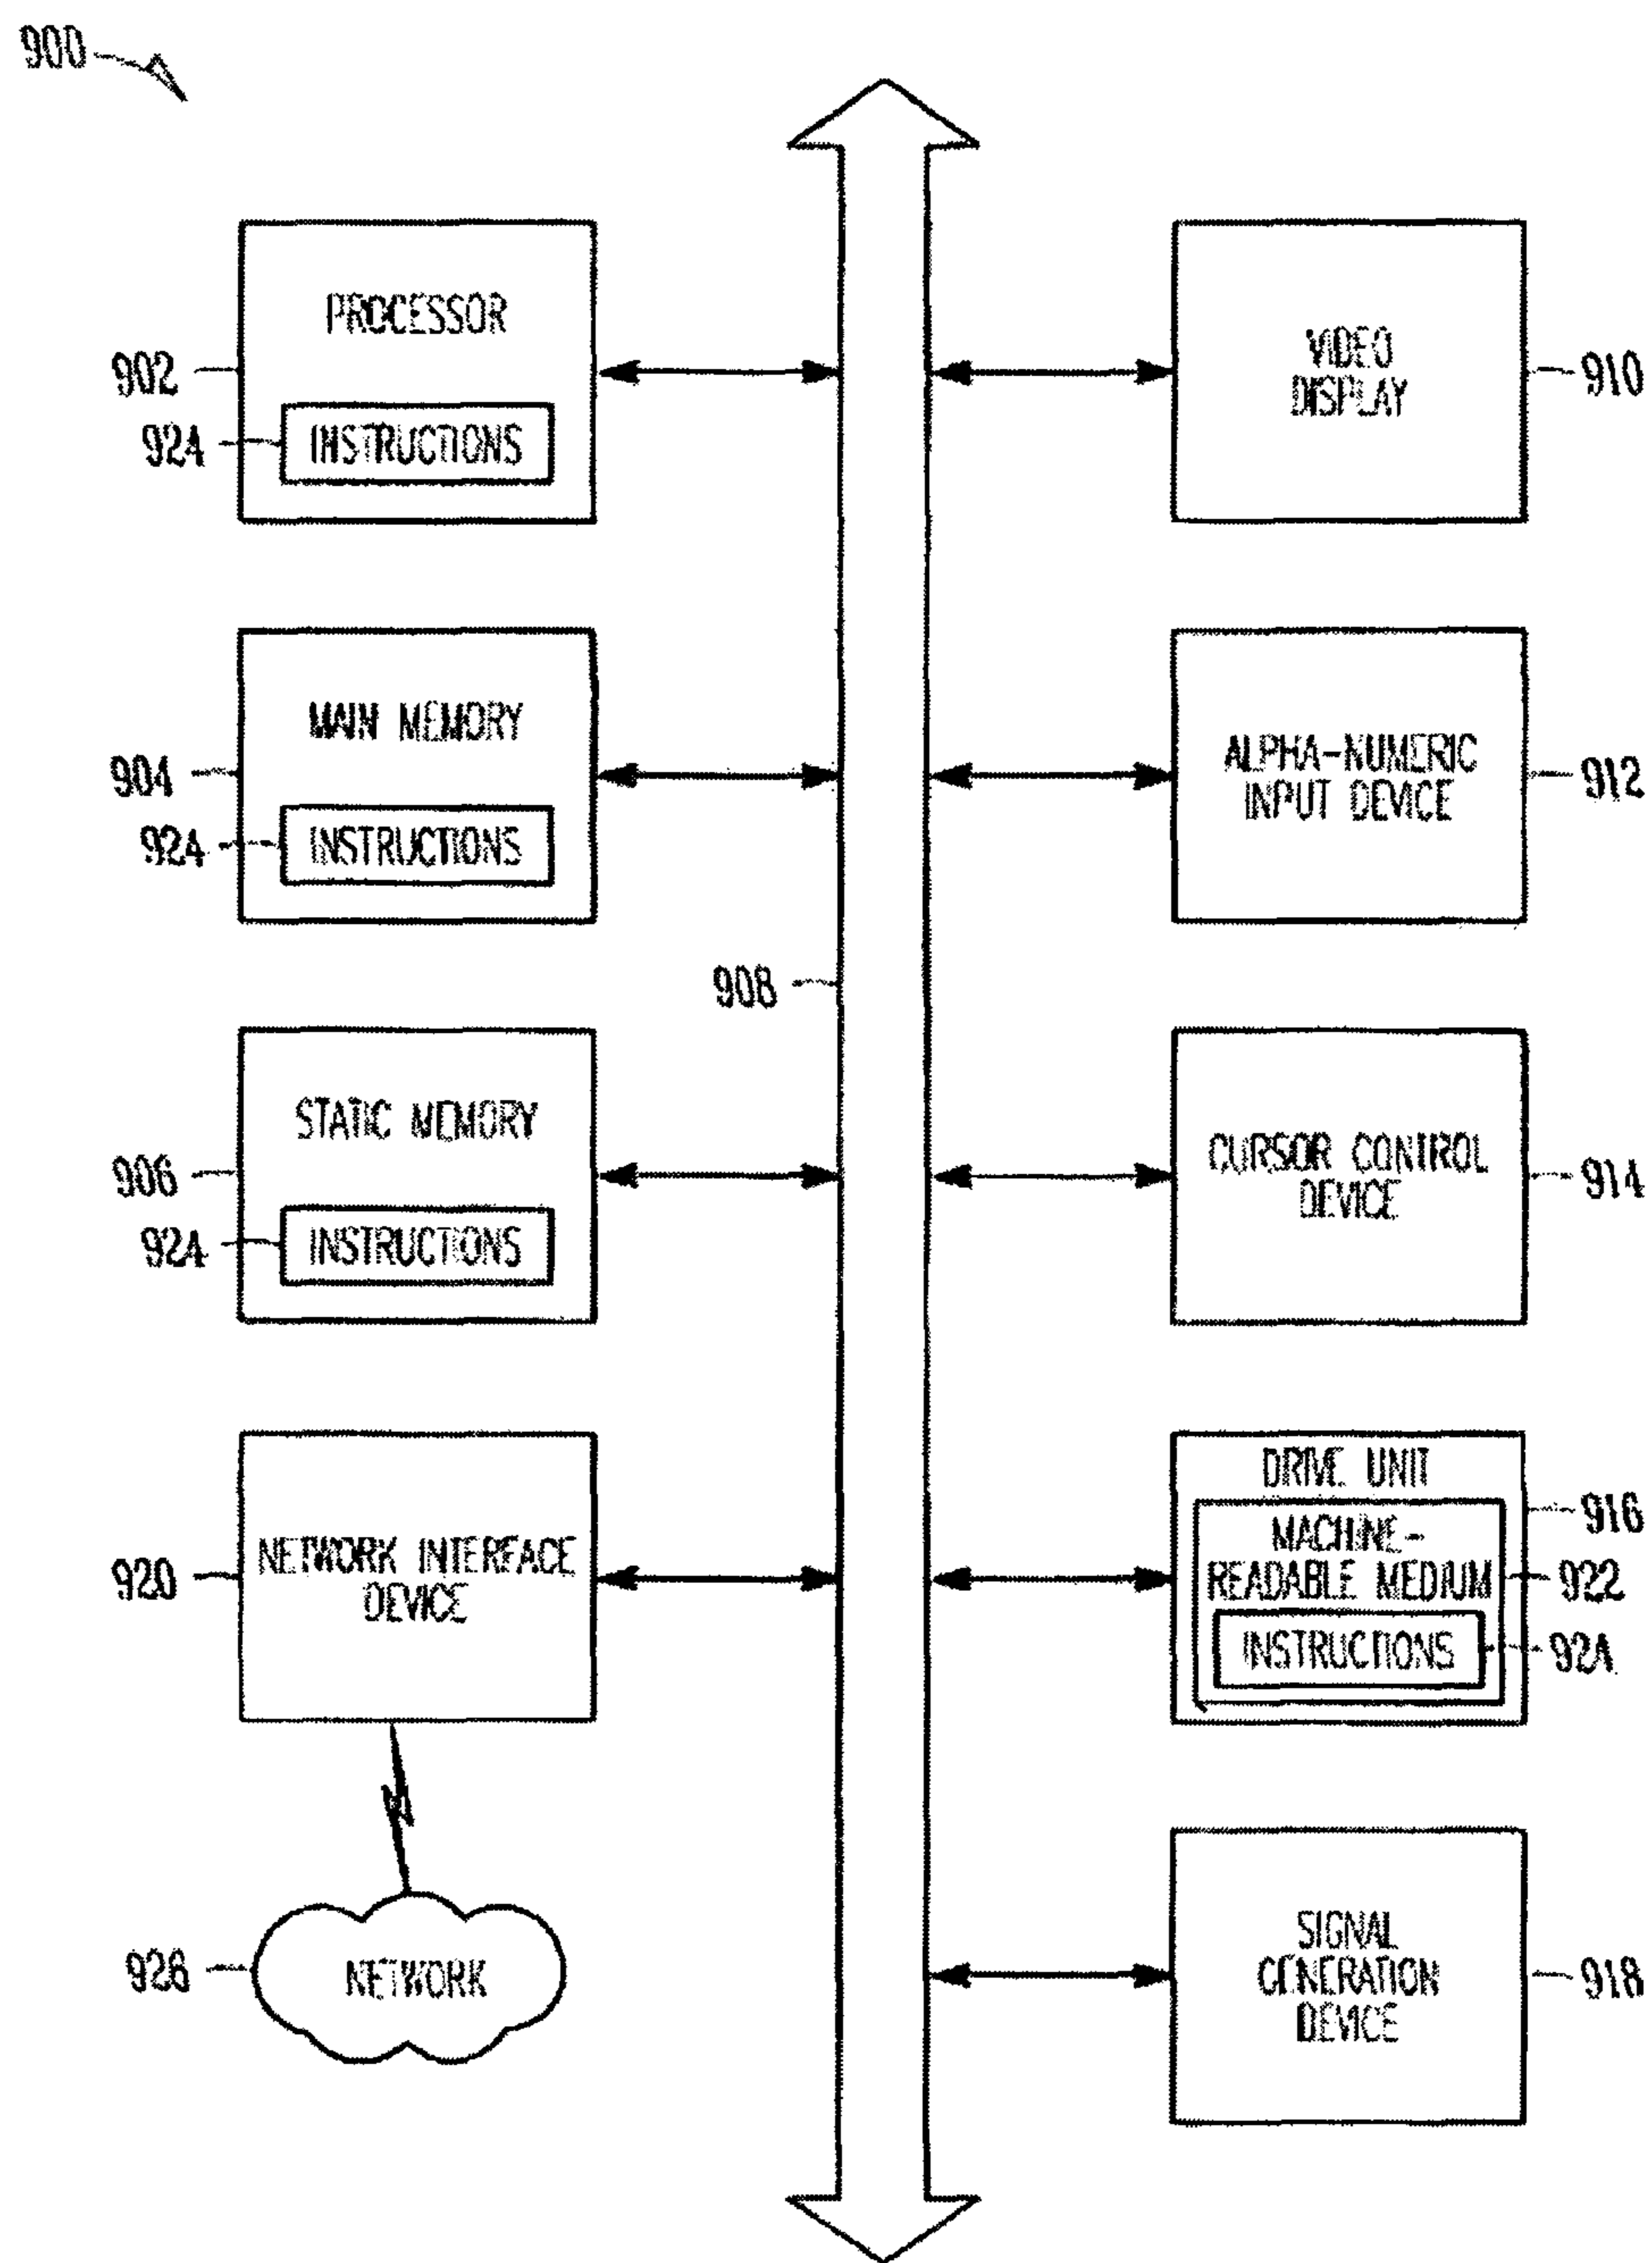 900
PROCESSOR
902
924
INSTRUCTIONS
MAIN MEMORY
904
924
INSTRUCTIONS
908
STATIC MEMORY
906
924
INSTRUCTIONS
NETWORK INTERFACE
DEVICE
920
926
NETWORK
VIDEO
DISPLAY
910
ALPHA-NUMERIC
INPUT DEVICE
912
CURSOR CONTROL
DEVICE
914
DRIVE UNIT
916
MACHINE-
READABLE MEDIUM
922
INSTRUCTIONS
924
SIGNAL
GENERATION
DEVICE
918